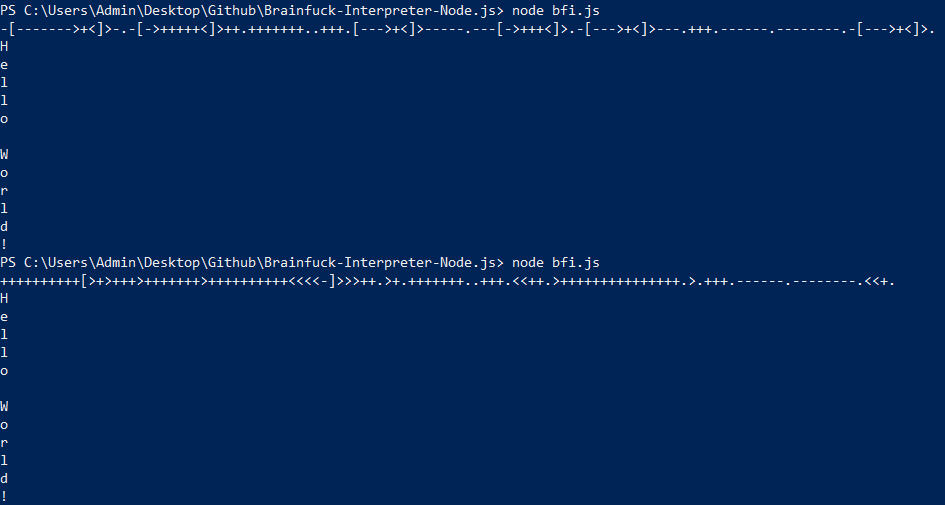 PS C:\Users\Admin\Desktop\Github\Brainfuck-Interpreter-Node.js> node bfi.js
-[------->+<]>-.-[->+++++<]>++.+++++++..+++.[--->+<]>-----.---[->+++<]>.-[--->+<]>---.+++.------.--------.-[--->+<]>.
H
e
l
l
o

W
o
r
l
d
!
PS C:\Users\Admin\Desktop\Github\Brainfuck-Interpreter-Node.js> node bfi.js
++++++++++[>+>+++>+++++++>++++++++++<<<<-]>>>++.>+.+++++++..+++.<<++.>+++++++++++++++.>.+++.------.--------.<<+.
H
e
l
l
o

W
o
r
l
d
!